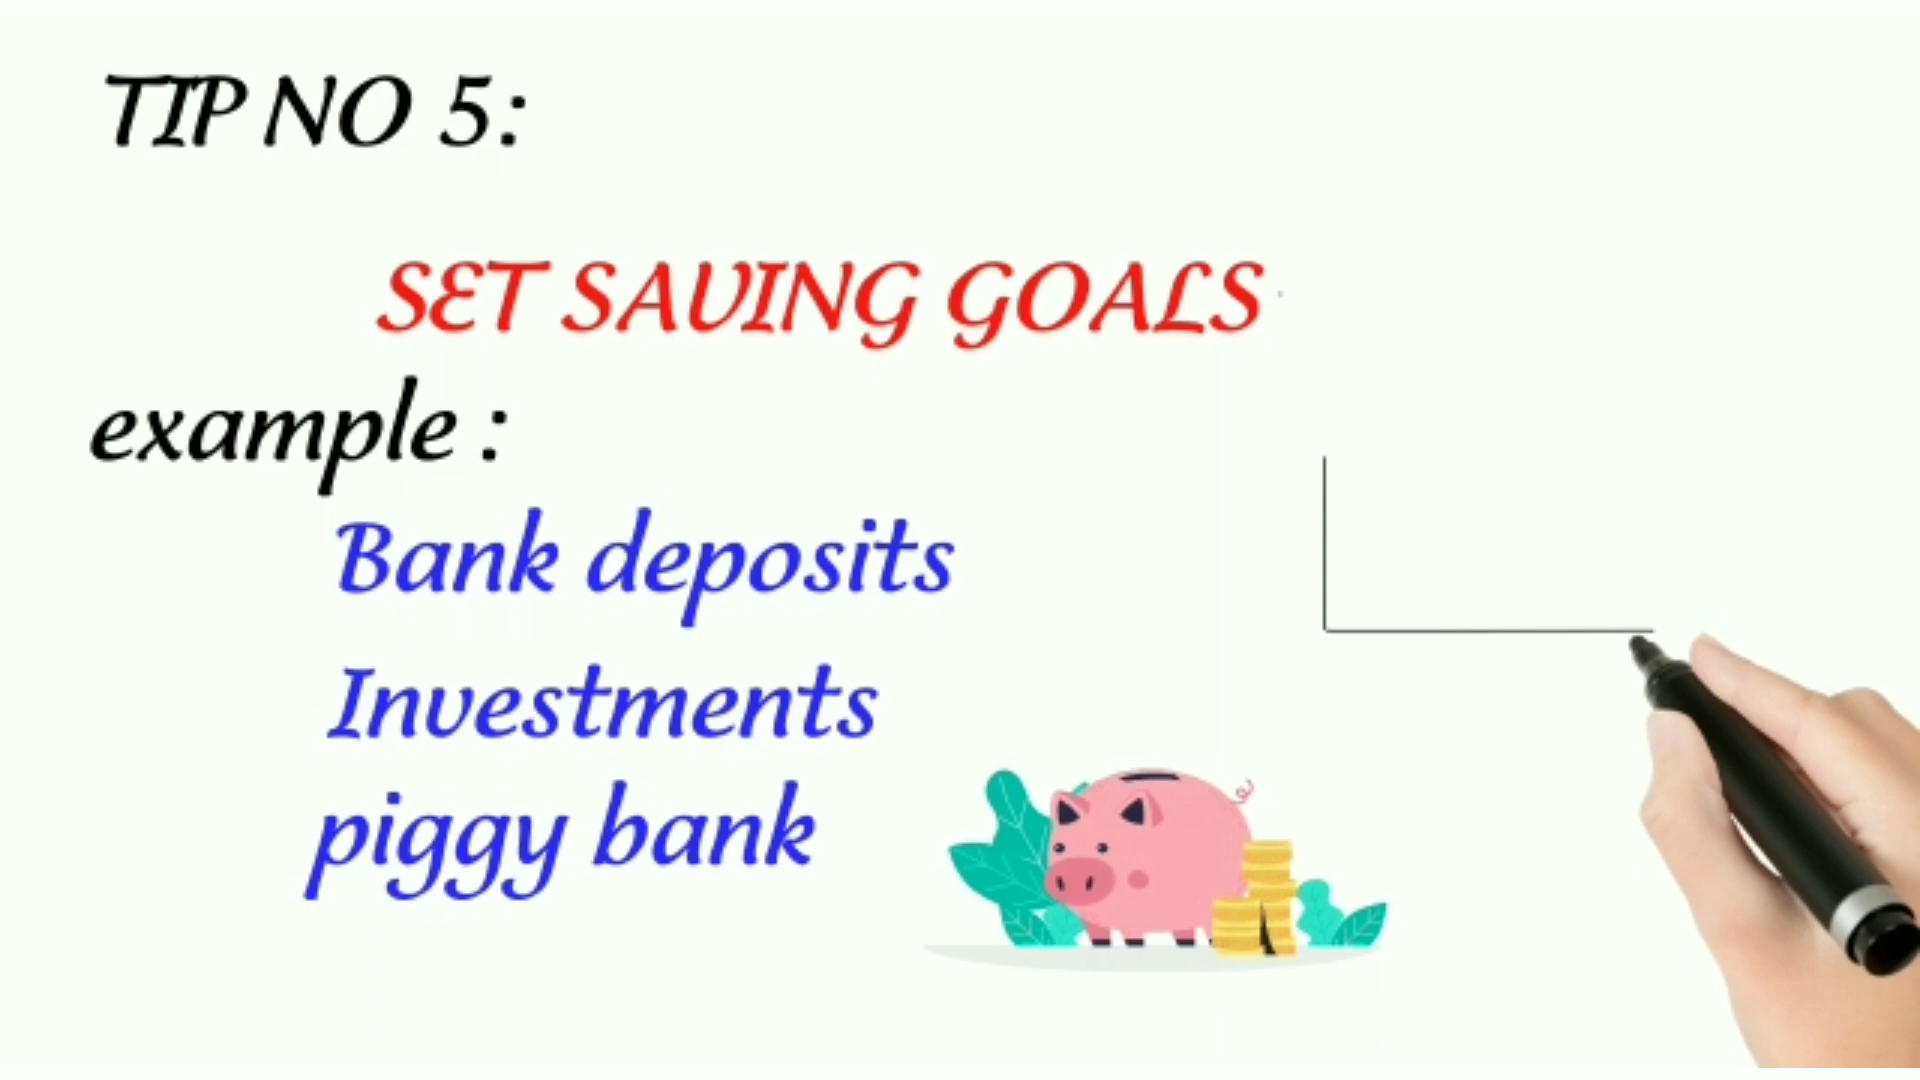 TIP NO 5:
SET SAVING GOALS
example :
Bank deposits
Investments
piggy bank